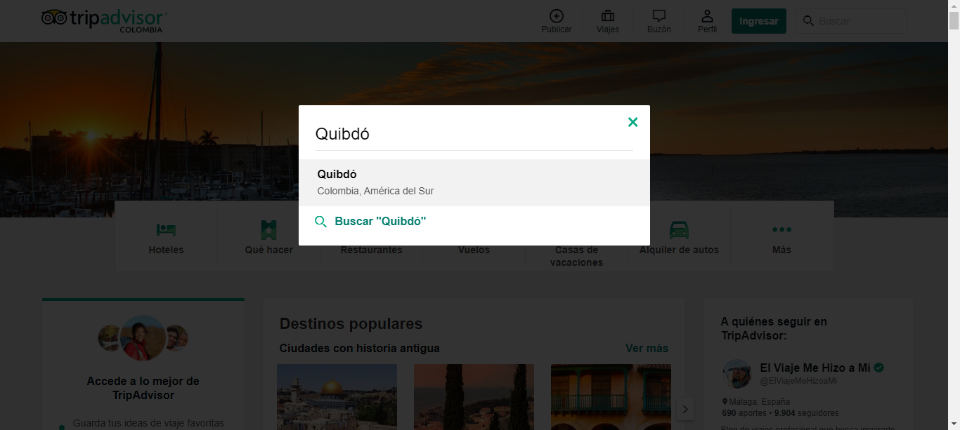 tripadvisor
COLOMBIA
Publicar
Viajes
Buzón
Perfil
Ingresar
Buscar
Quibdó
Quibdó
Colombia, América del Sur
Buscar "Quibdó"
Hoteles
Qué hacer
Restaurantes
Vuelos
Casas de
vacaciones
Alquiler de autos
Más
Accede a lo mejor de
TripAdvisor
Guarda tus ideas de viaje favoritas
Destinos populares
Ciudades con historia antigua
Ver más
A quiénes seguir en
TripAdvisor:
El Viaje Me Hizo a Mi
@ElViajeMeHizoaMi
Malaga, España
690 aportes • 9.904 seguidores